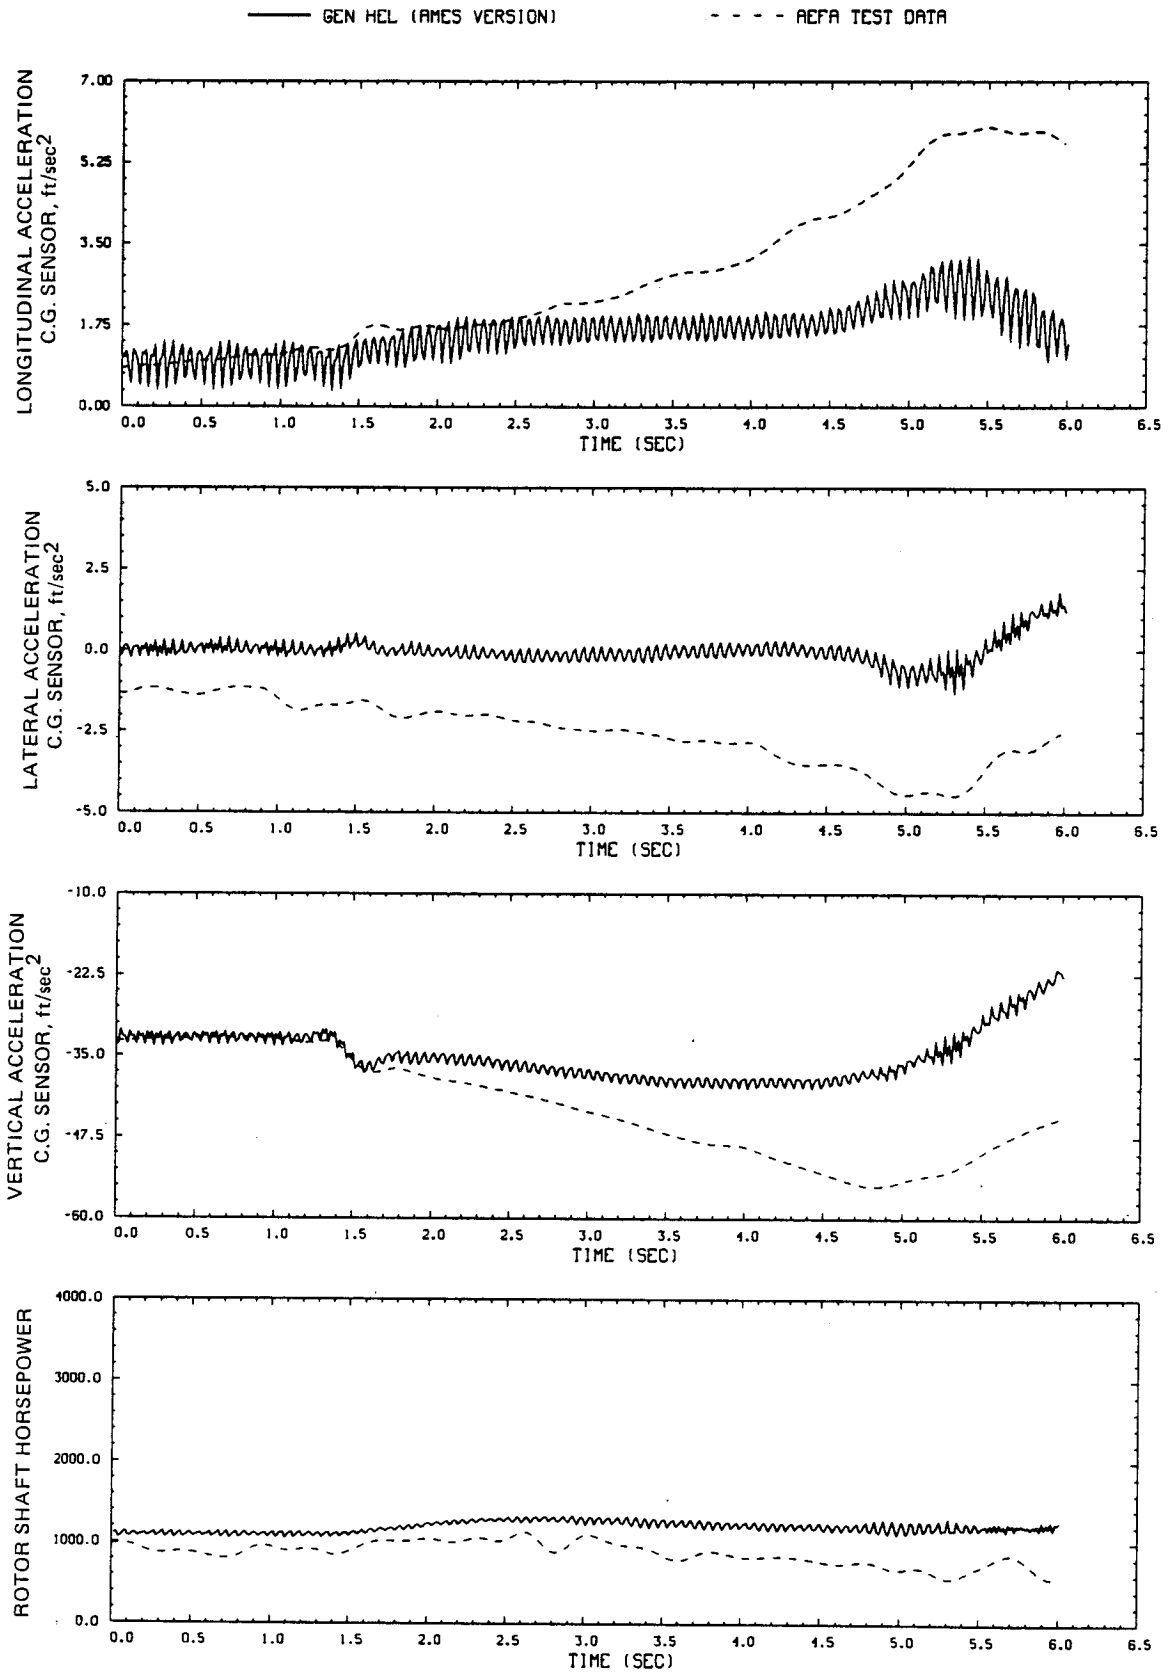 GEN HEL (AMES VERSION) AEFA TEST DATA
LONGITUDINAL ACCELERATION
C.G. SENSOR, ft/sec2
7.00
5.25
3.50
1.75
0.00
0.0 0.5 1.0 1.5 2.0 2.5 3.0 3.5 4.0 4.5 5.0 5.5 6.0 6.5
TIME (SEC)
LATERAL ACCELERATION
C.G. SENSOR, ft/sec2
5.0
2.5
0.0
-2.5
-5.0
0.0 0.5 1.0 1.5 2.0 2.5 3.0 3.5 4.0 4.5 5.0 5.5 6.0 6.5
TIME (SEC)
VERTICAL ACCELERATION
C.G. SENSOR, ft/sec2
-10.0
-22.5
-35.0
-47.5
-60.0
0.0 0.5 1.0 1.5 2.0 2.5 3.0 3.5 4.0 4.5 5.0 5.5 6.0 6.5
TIME (SEC)
ROTOR SHAFT HORSEPOWER
4000.0
3000.0
2000.0
1000.0
0.0
0.0 0.5 1.0 1.5 2.0 2.5 3.0 3.5 4.0 4.5 5.0 5.5 6.0 6.5
TIME (SEC)